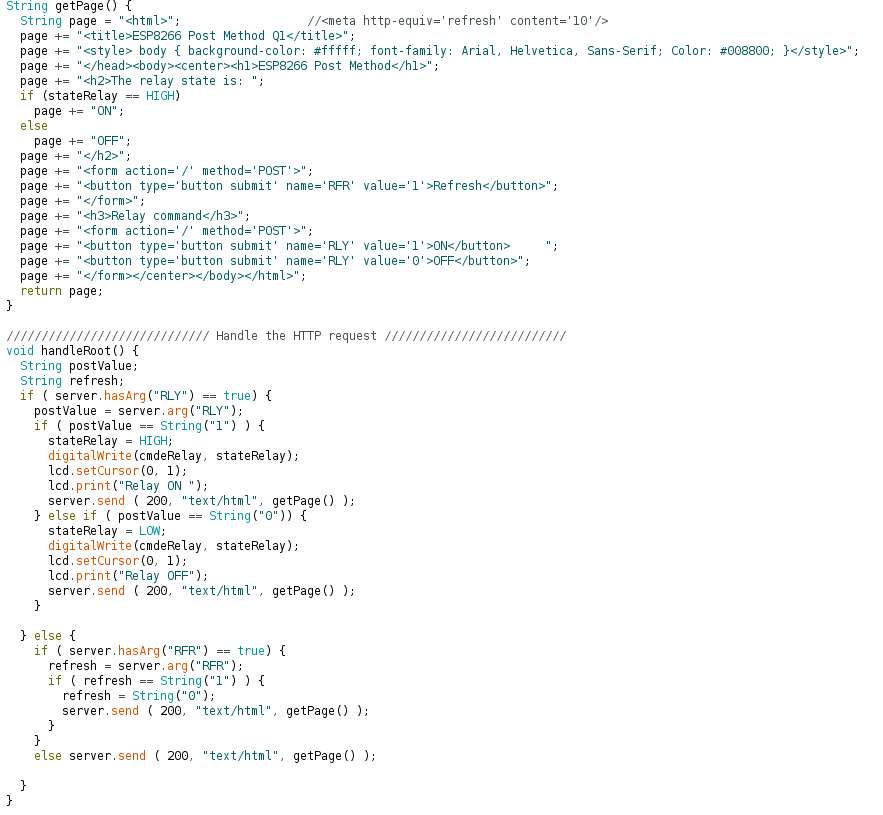 String getPage() {
  String page = "<html>";                  //<meta http-equiv='refresh' content='10'/>
  page += "<title>ESP8266 Post Method Q1</title>";
  page += "<style> body { background-color: #fffff; font-family: Arial, Helvetica, Sans-Serif; Color: #008800; }</style>";
  page += "</head><body><center><h1>ESP8266 Post Method</h1>";
  page += "<h2>The relay state is: ";
  if (stateRelay == HIGH)
    page += "ON";
  else
    page += "OFF";
  page += "</h2>";
  page += "<form action='/' method='POST'>";
  page += "<button type='button submit' name='RFR' value='1'>Refresh</button>";
  page += "</form>";
  page += "<h3>Relay command</h3>";
  page += "<form action='/' method='POST'>";
  page += "<button type='button submit' name='RLY' value='1'>ON</button>     ";
  page += "<button type='button submit' name='RLY' value='0'>OFF</button>";
  page += "</form></center></body></html>";
  return page;
}

///////////////////////////// Handle the HTTP request //////////////////////////
void handleRoot() {
  String postValue;
  String refresh;
  if ( server.hasArg("RLY") == true) {
    postValue = server.arg("RLY");
    if ( postValue == String("1") ) {
      stateRelay = HIGH;
      digitalWrite(cmdeRelay, stateRelay);
      lcd.setCursor(0, 1);
      lcd.print("Relay ON ");
      server.send ( 200, "text/html", getPage() );
    } else if ( postValue == String("0")) {
      stateRelay = LOW;
      digitalWrite(cmdeRelay, stateRelay);
      lcd.setCursor(0, 1);
      lcd.print("Relay OFF");
      server.send ( 200, "text/html", getPage() );
    }

  } else {
    if ( server.hasArg("RFR") == true) {
      refresh = server.arg("RFR");
      if ( refresh == String("1") ) {
        refresh = String("0");
        server.send ( 200, "text/html", getPage() );
      }
    }
    else server.send ( 200, "text/html", getPage() );

  }
}